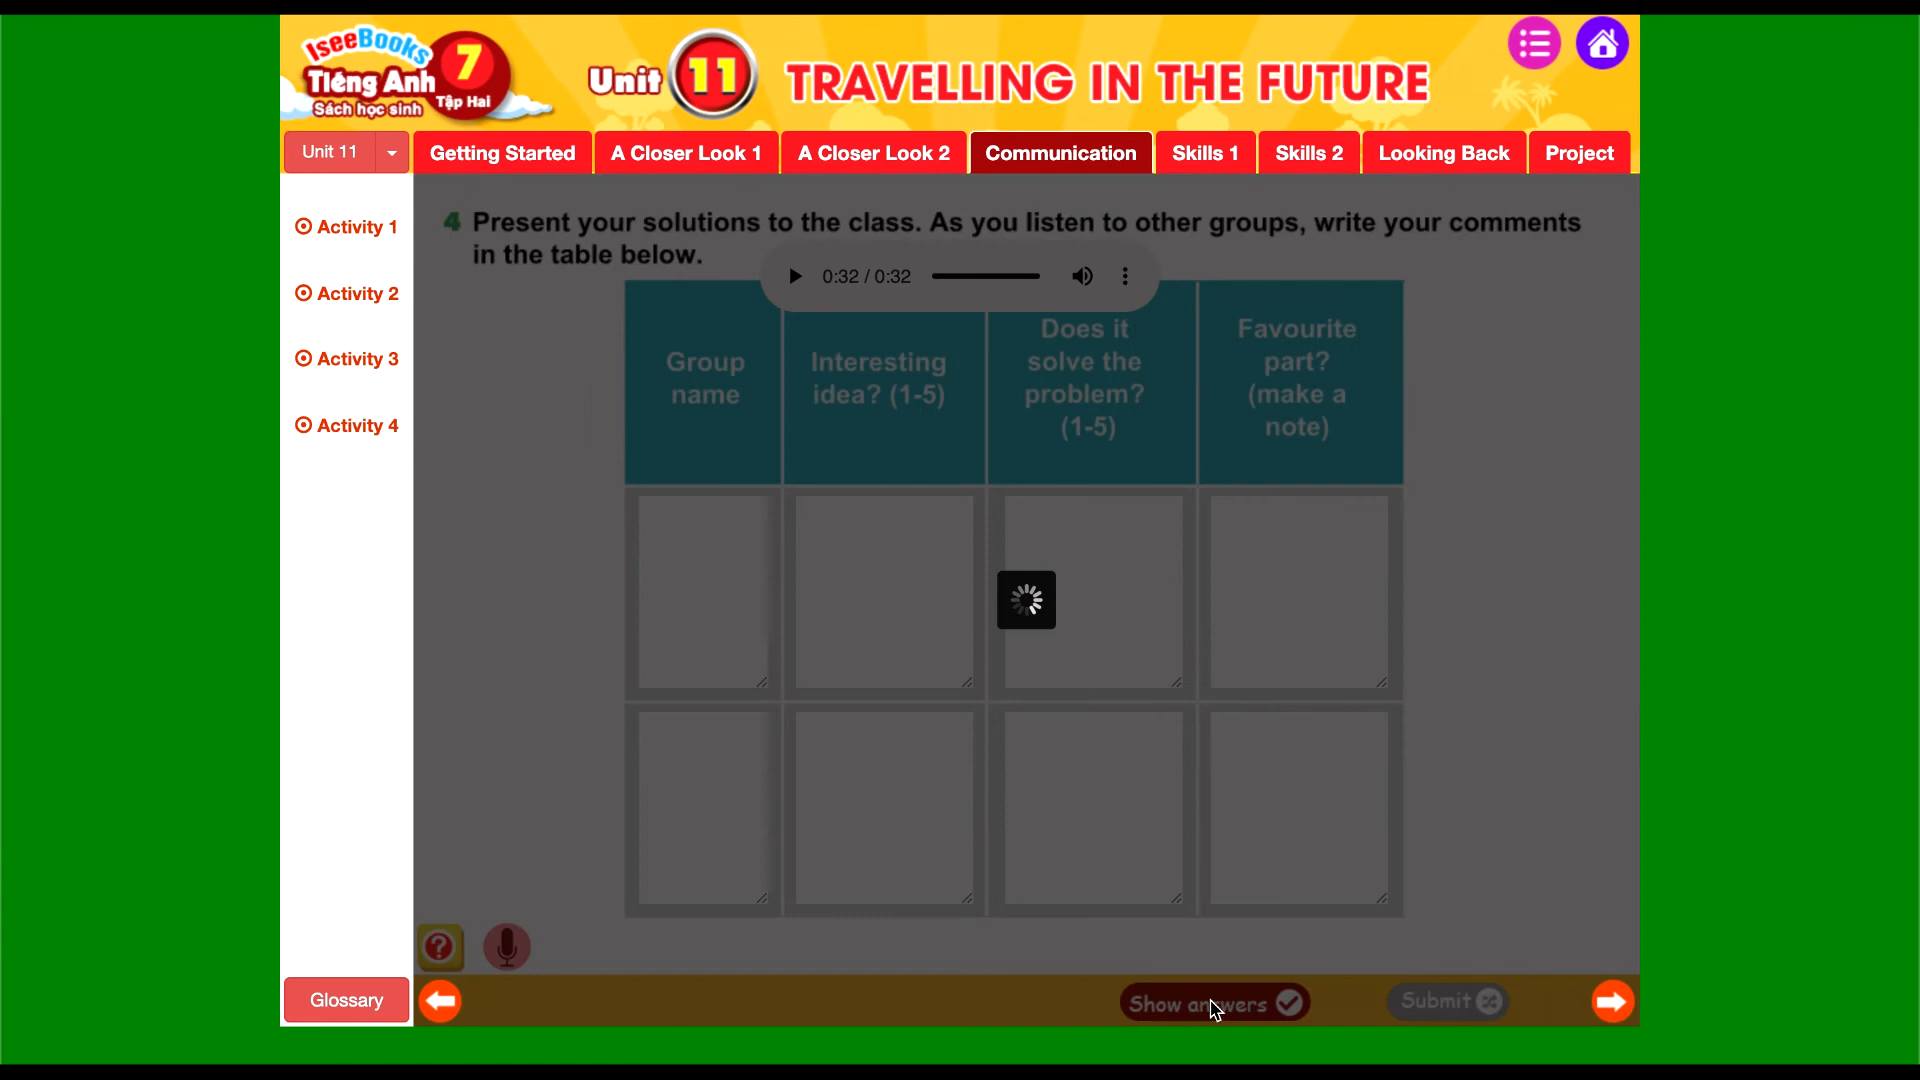 IseeBooks
Tiếng Anh 7
Sách học sinh Tập Hai
Unit 11 TRAVELLING IN THE FUTURE
Unit 11
Getting Started
A Closer Look 1
A Closer Look 2
Communication
Skills 1
Skills 2
Looking Back
Project
Activity 1
Activity 2
Activity 3
Activity 4
4 Present your solutions to the class. As you listen to other groups, write your comments
in the table below.
0:32 / 0:32
Group
name
Interesting
idea? (1-5)
Does it
solve the
problem?
(1-5)
Favourite
part?
(make a
note)
Glossary
Show answers
Submit